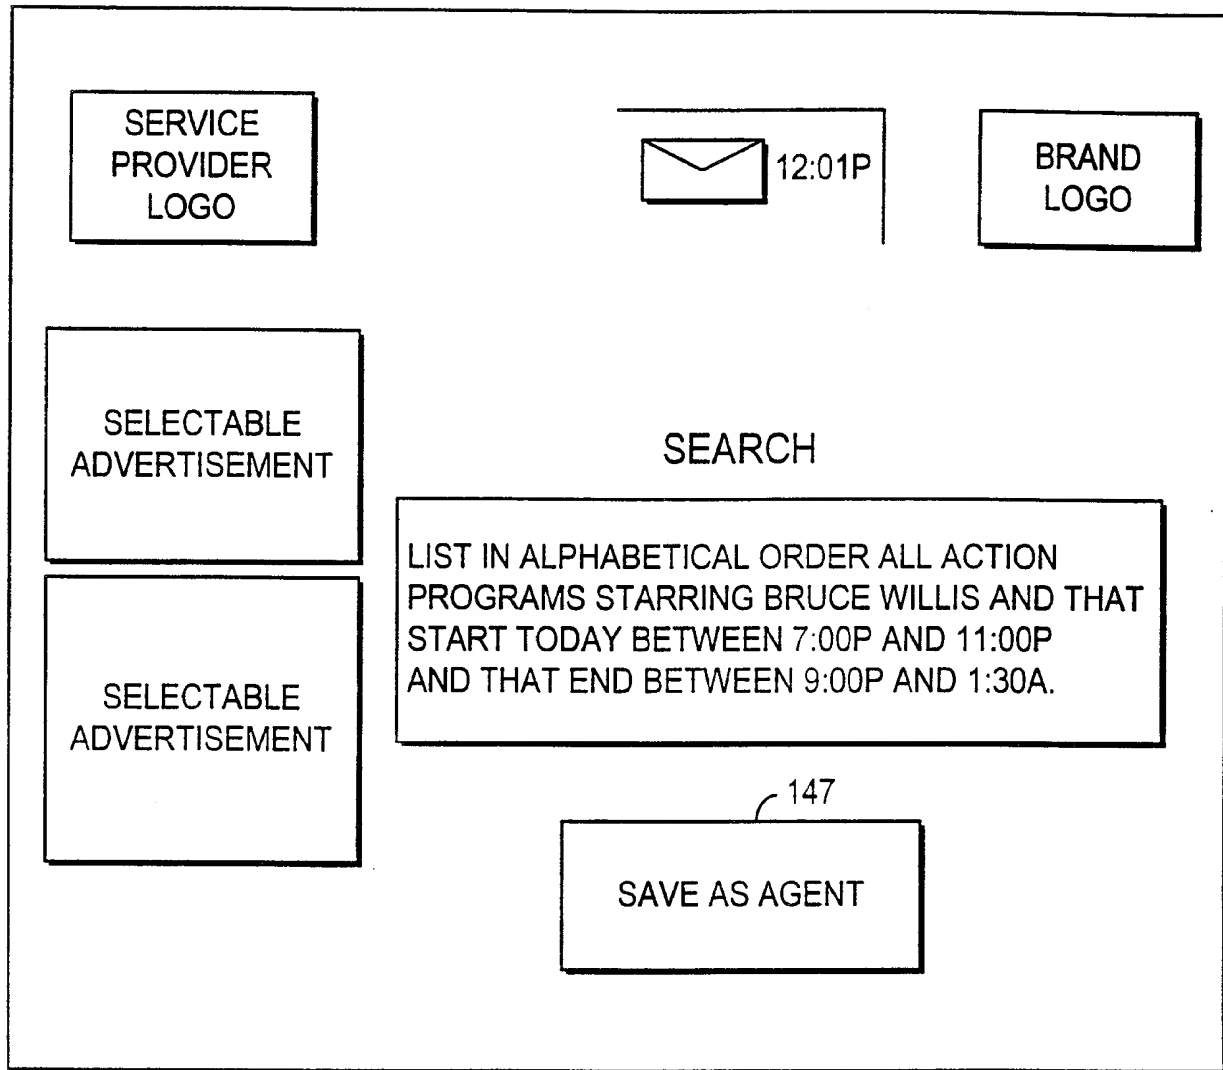 SERVICE
PROVIDER
LOGO
12:01P
BRAND
LOGO
SELECTABLE
ADVERTISEMENT
SELECTABLE
ADVERTISEMENT
SEARCH
LIST IN ALPHABETICAL ORDER ALL ACTION
PROGRAMS STARRING BRUCE WILLIS AND THAT
START TODAY BETWEEN 7:00P AND 11:00P
AND THAT END BETWEEN 9:00P AND 1:30A.
147
SAVE AS AGENT